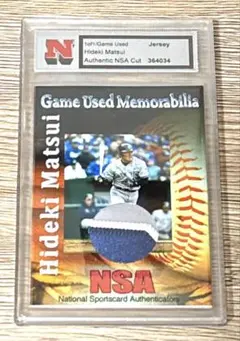 N
1of1/Game Used
Jersey
Hideki Matsui
Authentic NSA Cut
364034
Game Used Memorabilia
Hideki Matsui
NSA
National Sportscard Authenticators